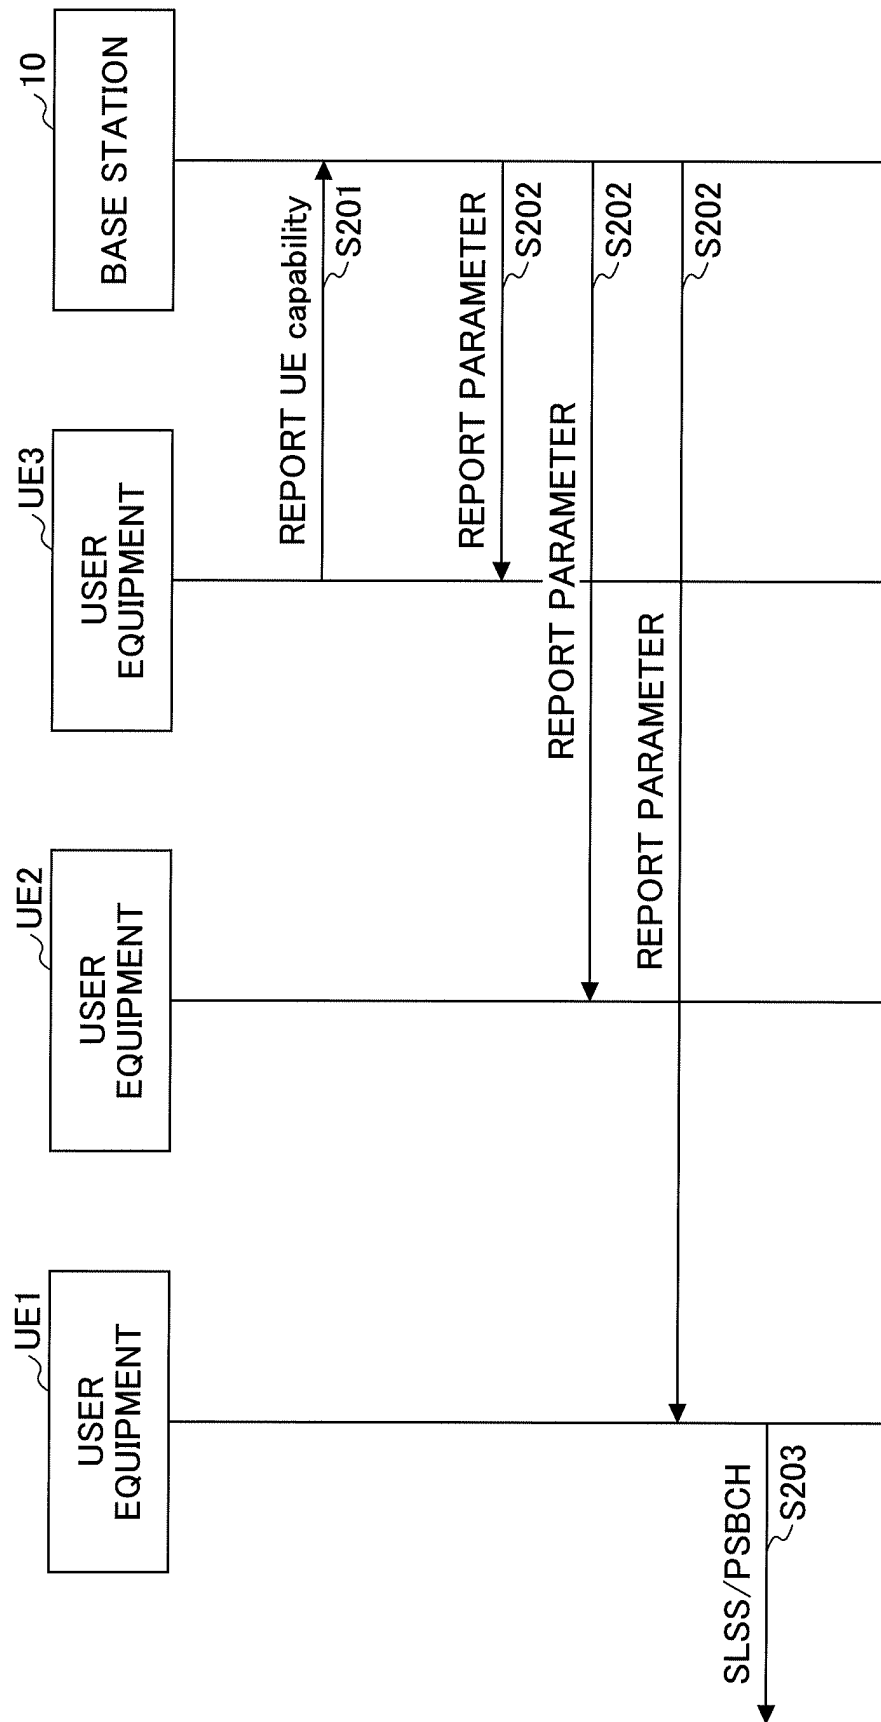 UE1
USER
EQUIPMENT
UE2
USER
EQUIPMENT
UE3
USER
EQUIPMENT
10
BASE STATION
REPORT UE capability
S201
REPORT PARAMETER
S202
REPORT PARAMETER
S202
REPORT PARAMETER
S202
SLSS/PSBCH
S203